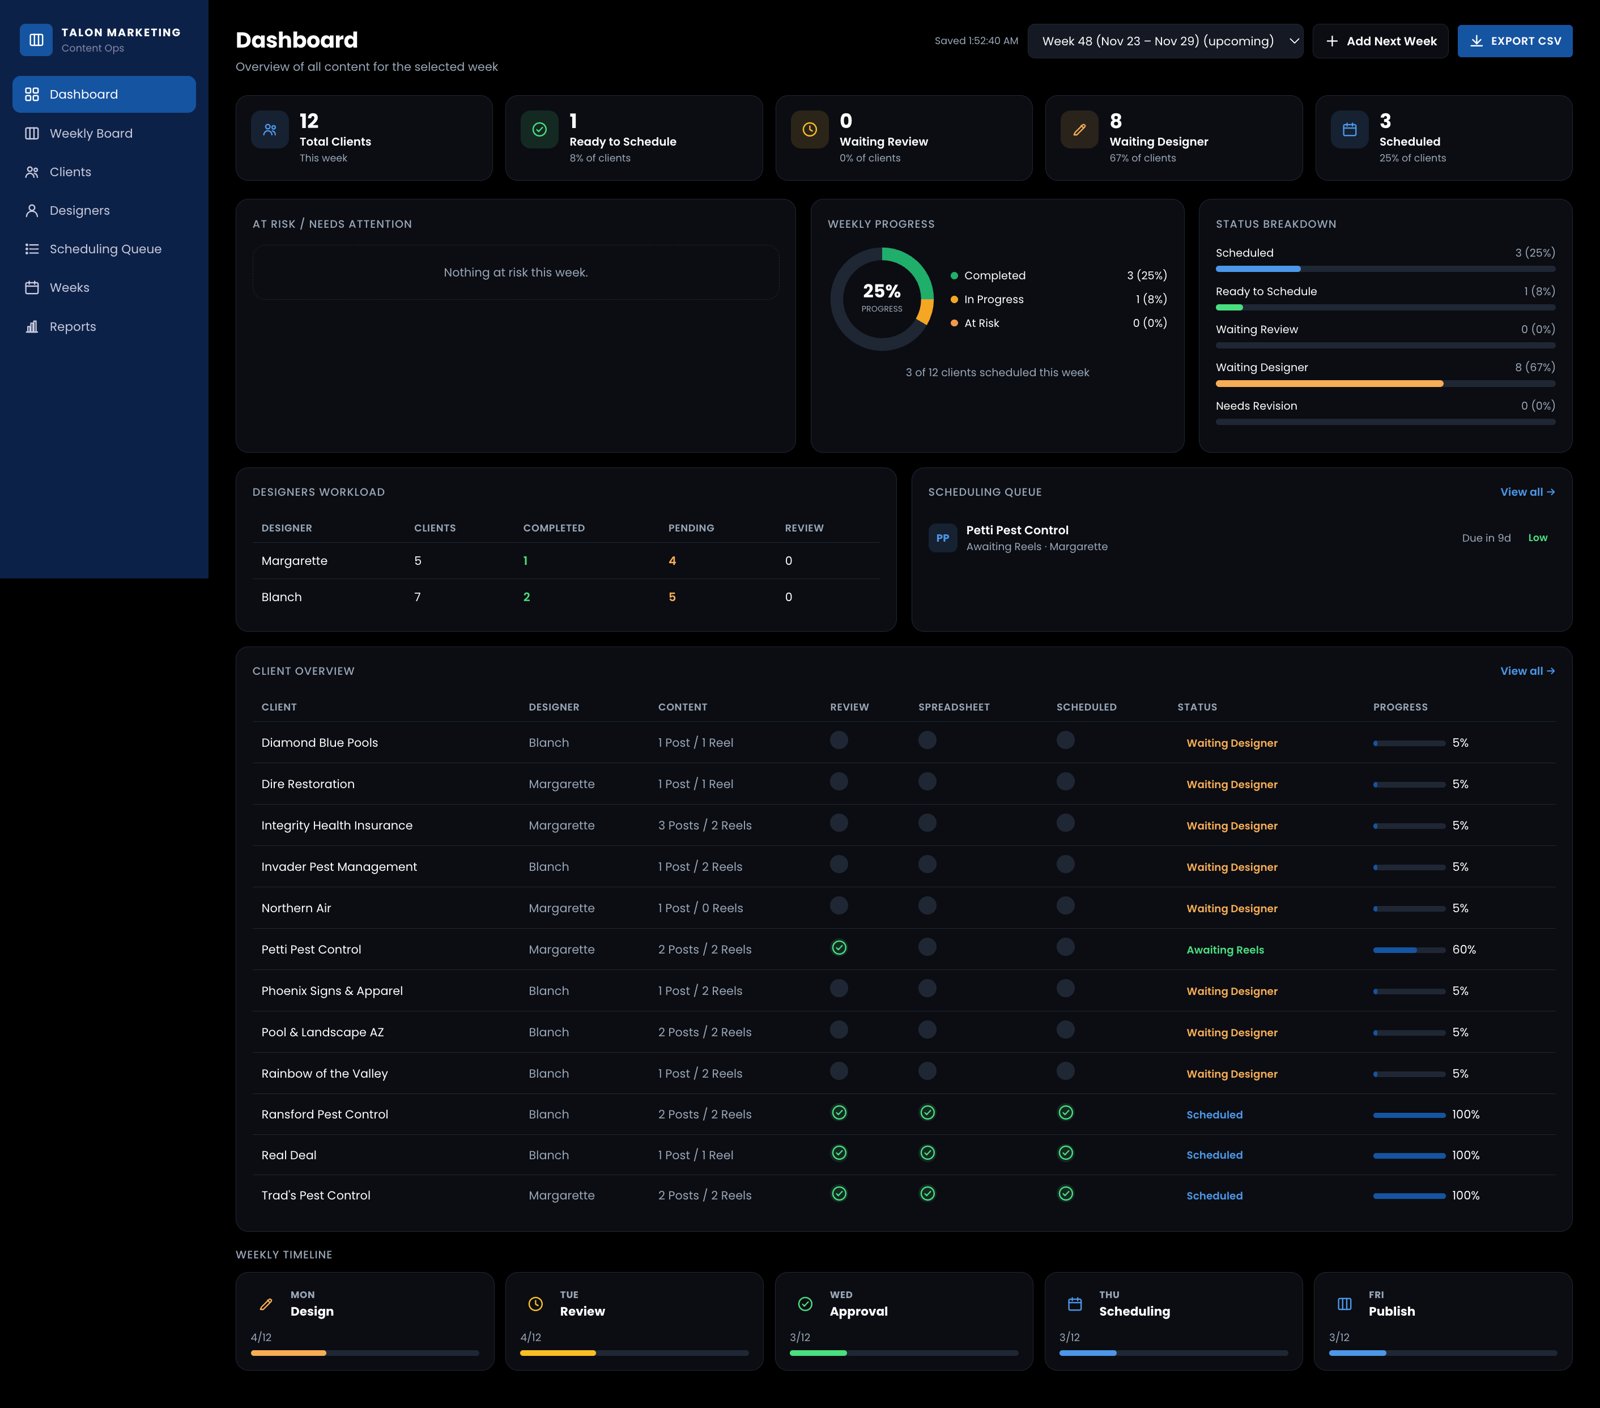 TALON MARKETING
Content Ops
Dashboard
Weekly Board
Clients
Designers
Scheduling Queue
Weeks
Reports
Dashboard
Overview of all content for the selected week
Saved 1:52:40 AM
Week 48 (Nov 23 – Nov 29) (upcoming)
Add Next Week
EXPORT CSV
12
Total Clients
This week
1
Ready to Schedule
8% of clients
0
Waiting Review
0% of clients
8
Waiting Designer
67% of clients
3
Scheduled
25% of clients
AT RISK / NEEDS ATTENTION
Nothing at risk this week.
WEEKLY PROGRESS
25%
PROGRESS
Completed 3 (25%)
In Progress 1 (8%)
At Risk 0 (0%)
3 of 12 clients scheduled this week
STATUS BREAKDOWN
Scheduled 3 (25%)
Ready to Schedule 1 (8%)
Waiting Review 0 (0%)
Waiting Designer 8 (67%)
Needs Revision 0 (0%)
DESIGNERS WORKLOAD
DESIGNER CLIENTS COMPLETED PENDING REVIEW
Margarette 5 1 4 0
Blanch 7 2 5 0
SCHEDULING QUEUE View all →
PP
Petti Pest Control
Awaiting Reels · Margarette
Due in 9d Low
CLIENT OVERVIEW View all →
CLIENT DESIGNER CONTENT REVIEW SPREADSHEET SCHEDULED STATUS PROGRESS
Diamond Blue Pools Blanch 1 Post / 1 Reel Waiting Designer 5%
Dire Restoration Margarette 1 Post / 1 Reel Waiting Designer 5%
Integrity Health Insurance Margarette 3 Posts / 2 Reels Waiting Designer 5%
Invader Pest Management Blanch 1 Post / 2 Reels Waiting Designer 5%
Northern Air Margarette 1 Post / 0 Reels Waiting Designer 5%
Petti Pest Control Margarette 2 Posts / 2 Reels Awaiting Reels 60%
Phoenix Signs & Apparel Blanch 1 Post / 2 Reels Waiting Designer 5%
Pool & Landscape AZ Blanch 2 Posts / 2 Reels Waiting Designer 5%
Rainbow of the Valley Blanch 1 Post / 2 Reels Waiting Designer 5%
Ransford Pest Control Blanch 2 Posts / 2 Reels Scheduled 100%
Real Deal Blanch 1 Post / 1 Reel Scheduled 100%
Trad's Pest Control Margarette 2 Posts / 2 Reels Scheduled 100%
WEEKLY TIMELINE
MON
Design
4/12
TUE
Review
4/12
WED
Approval
3/12
THU
Scheduling
3/12
FRI
Publish
3/12